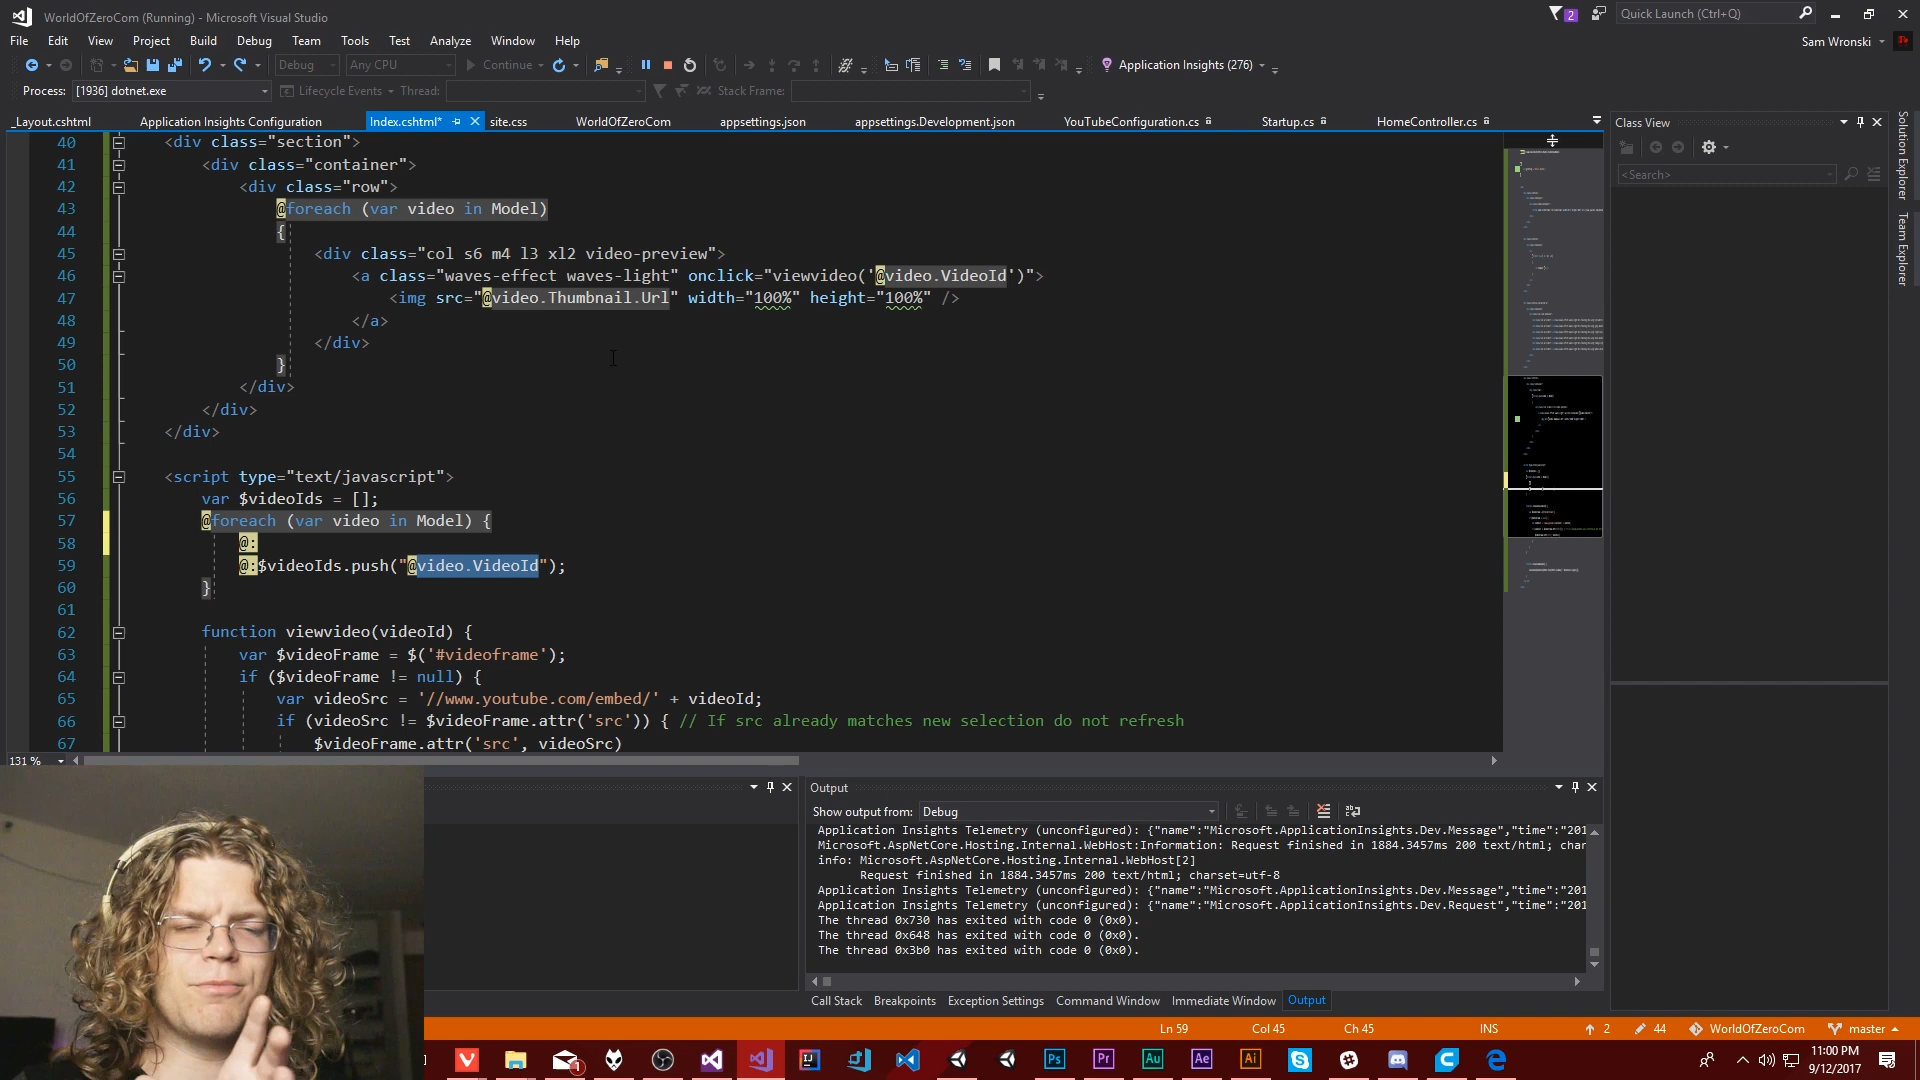 WorldOfZeroCom (Running) - Microsoft Visual Studio
2
Quick Launch (Ctrl+Q)
File Edit View Project Build Debug Team Tools Test Analyze Window Help
Sam Wronski
Debug Any CPU Continue Application Insights (276)
Process: [1936] dotnet.exe Lifecycle Events Thread: Stack Frame:
_Layout.cshtml Application Insights Configuration Index.cshtml* site.css WorldOfZeroCom appsettings.json appsettings.Development.json YouTubeConfiguration.cs Startup.cs HomeController.cs
Class View
<Search>
Solution Explorer
Team Explorer
40 <div class="section">
41 <div class="container">
42 <div class="row">
43 @foreach (var video in Model)
44 {
45 <div class="col s6 m4 l3 xl2 video-preview">
46 <a class="waves-effect waves-light" onclick="viewvideo('@video.VideoId')">
47 <img src="@video.Thumbnail.Url" width="100%" height="100%" />
48 </a>
49 </div>
50 }
51 </div>
52 </div>
53 </div>
54
55 <script type="text/javascript">
56 var $videoIds = [];
57 @foreach (var video in Model) {
58 @:
59 @:$videoIds.push("@video.VideoId");
60 }
61
62 function viewvideo(videoId) {
63 var $videoFrame = $('#videoframe');
64 if ($videoFrame != null) {
65 var videoSrc = '//www.youtube.com/embed/' + videoId;
66 if (videoSrc != $videoFrame.attr('src')) { // If src already matches new selection do not refresh
67 $videoFrame.attr('src', videoSrc)
131 %
Output
Show output from: Debug
Application Insights Telemetry (unconfigured): {"name":"Microsoft.ApplicationInsights.Dev.Message","time":"201
Microsoft.AspNetCore.Hosting.Internal.WebHost:Information: Request finished in 1884.3457ms 200 text/html; char
info: Microsoft.AspNetCore.Hosting.Internal.WebHost[2]
Request finished in 1884.3457ms 200 text/html; charset=utf-8
Application Insights Telemetry (unconfigured): {"name":"Microsoft.ApplicationInsights.Dev.Message","time":"201
Application Insights Telemetry (unconfigured): {"name":"Microsoft.ApplicationInsights.Dev.Request","time":"201
The thread 0x730 has exited with code 0 (0x0).
The thread 0x648 has exited with code 0 (0x0).
The thread 0x3b0 has exited with code 0 (0x0).
Call Stack Breakpoints Exception Settings Command Window Immediate Window Output
Ln 59 Col 45 Ch 45 INS 2 44 WorldOfZeroCom master
1 Ps Pr Au Ae Ai
11:00 PM
9/12/2017